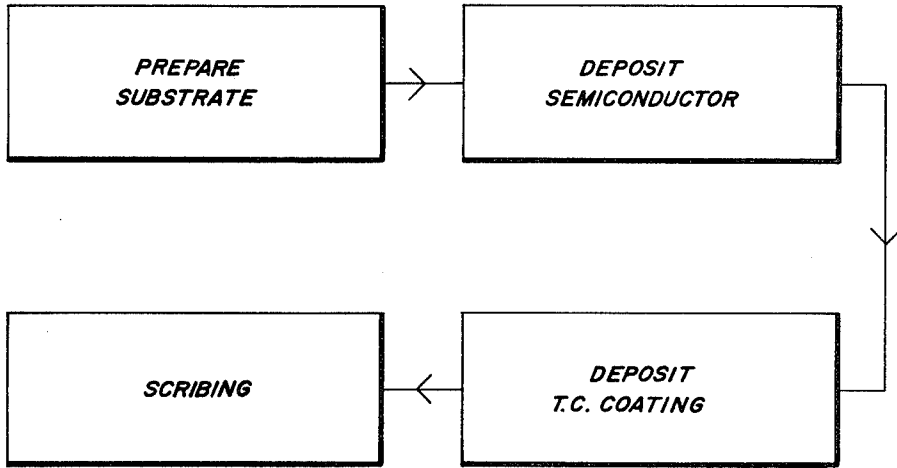 PREPARE
SUBSTRATE
DEPOSIT
SEMICONDUCTOR
DEPOSIT
T.C. COATING
SCRIBING